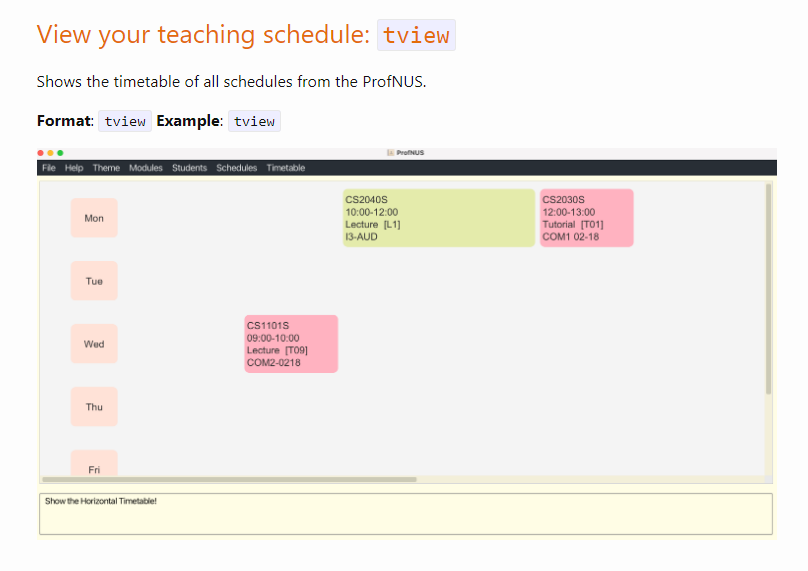 View your teaching schedule: tview
Shows the timetable of all schedules from the ProfNUS.
Format: tview Example: tview
ProfNUS
File Help Theme Modules Students Schedules Timetable
Mon
CS2040S
10:00-12:00
Lecture [L1]
I3-AUD
CS2030S
12:00-13:00
Tutorial [T01]
COM1 02-18
Tue
Wed
CS1101S
09:00-10:00
Lecture [T09]
COM2-0218
Thu
Fri
Show the Horizontal Timetable!